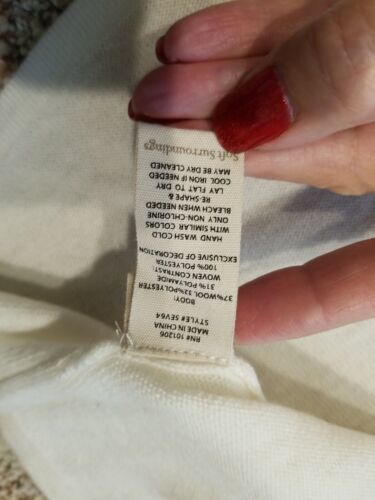 RN# 101206
MADE IN CHINA
STYLE# SEV64
BODY:
37% WOOL 32% POLYESTER
31% POLYAMIDE
WOVEN CONTRAST:
100% POLYESTER
EXCLUSIVE OF DECORATION
HAND WASH COLD
WITH SIMILAR COLORS
ONLY NON-CHLORINE
BLEACH WHEN NEEDED
RE-SHAPE &
LAY FLAT TO DRY
COOL IRON IF NEEDED
MAY BE DRY CLEANED
Soft Surroundings